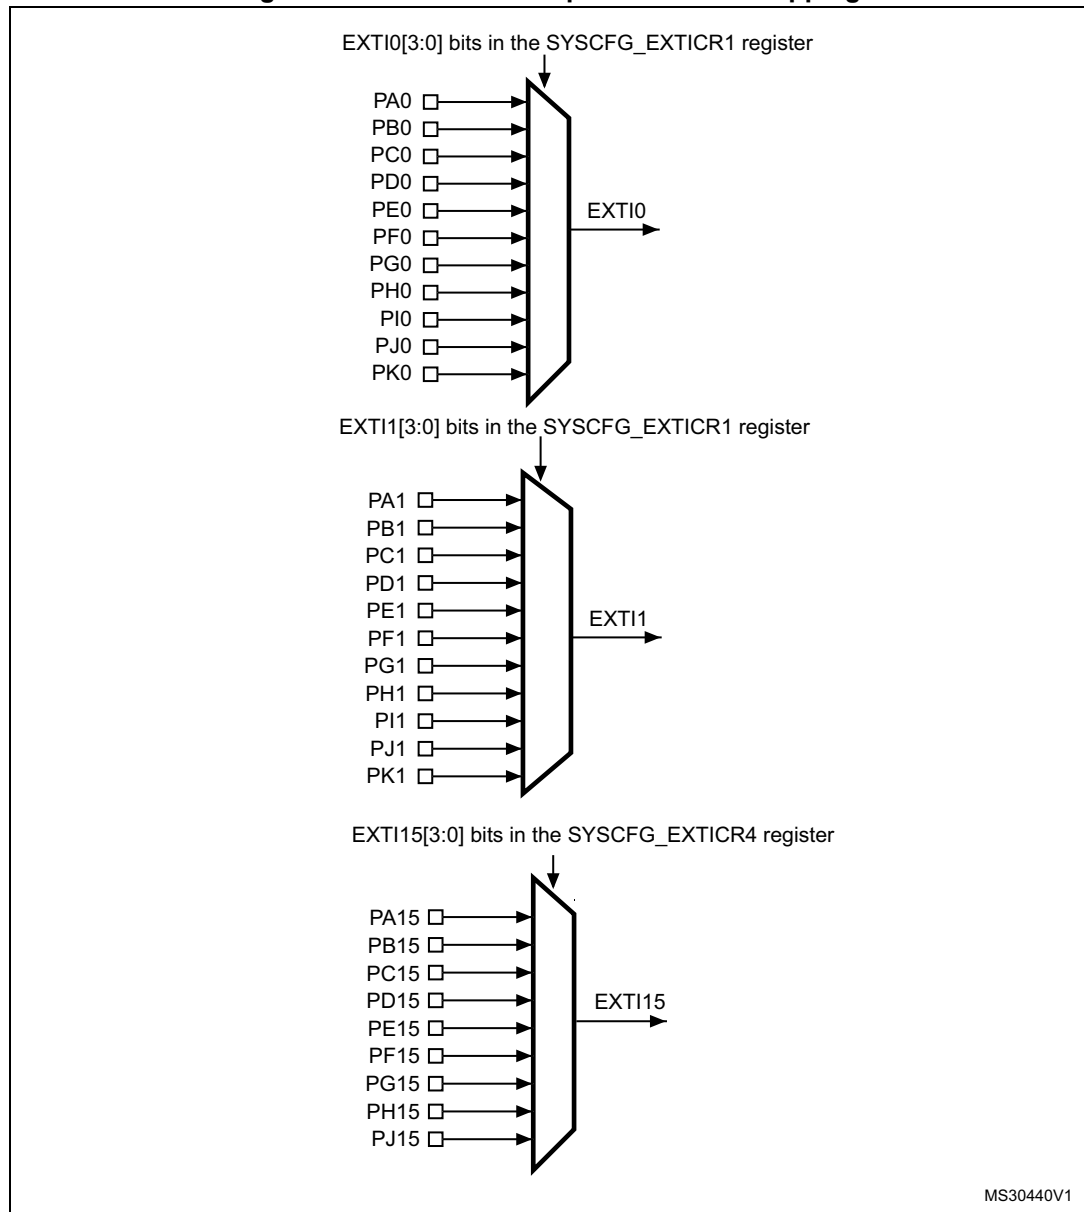 EXTI0[3:0] bits in the SYSCFG_EXTICR1 register
PA0
PB0
PC0
PD0
PE0
EXTI0
PF0
PG0
PH0
PI0
PJ0
PK0
EXTI1[3:0] bits in the SYSCFG_EXTICR1 register
PA1
PB1
PC1
PD1
PE1
EXTI1
PF1
PG1
PH1
PI1
PJ1
PK1
EXTI15[3:0] bits in the SYSCFG_EXTICR4 register
PA15
PB15
PC15
PD15
EXTI15
PE15
PF15
PG15
PH15
PJ15
MS30440V1